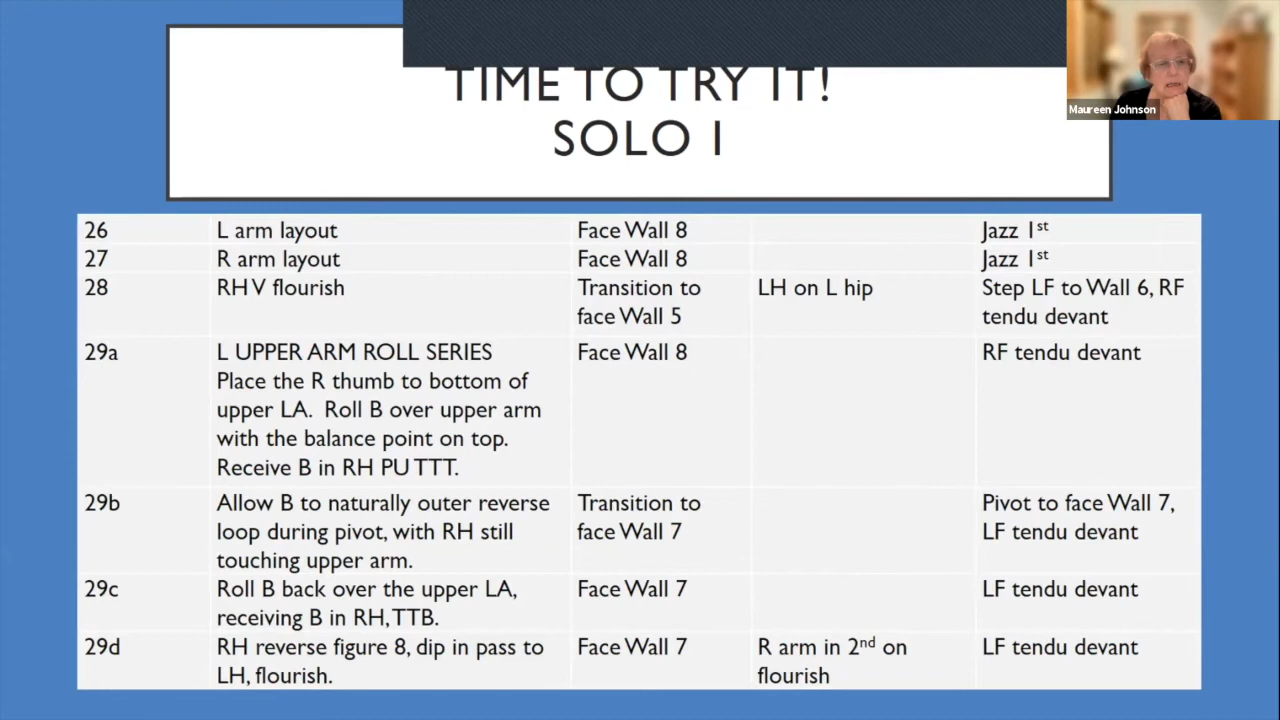 TIME TO TRY IT!
SOLO 1
Maureen Johnson
26 L arm layout Face Wall 8 Jazz 1st
27 R arm layout Face Wall 8 Jazz 1st
28 RH V flourish Transition to LH on L hip Step LF to Wall 6, RF
face Wall 5 tendu devant
29a L UPPER ARM ROLL SERIES Face Wall 8 RF tendu devant
Place the R thumb to bottom of
upper LA. Roll B over upper arm
with the balance point on top.
Receive B in RH PU TTT.
29b Allow B to naturally outer reverse Transition to Pivot to face Wall 7,
loop during pivot, with RH still face Wall 7 LF tendu devant
touching upper arm.
29c Roll B back over the upper LA, Face Wall 7 LF tendu devant
receiving B in RH, TTB.
29d RH reverse figure 8, dip in pass to Face Wall 7 R arm in 2nd on LF tendu devant
LH, flourish. flourish